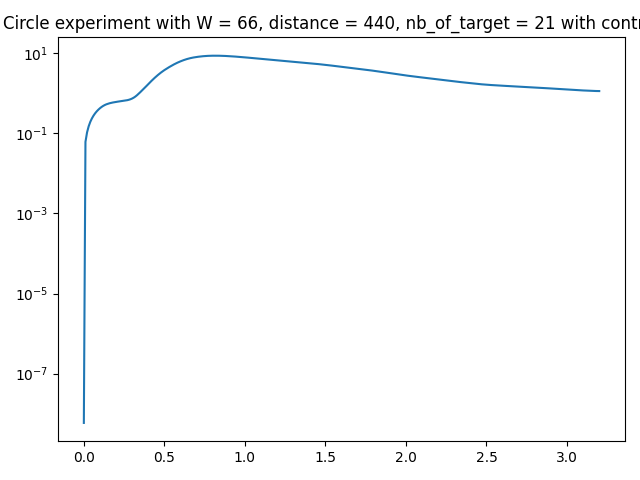 Circle experiment with W = 66, distance = 440, nb_of_target = 21 with contr
10¹
10⁻¹
10⁻³
10⁻⁵
10⁻⁷
0.0 0.5 1.0 1.5 2.0 2.5 3.0